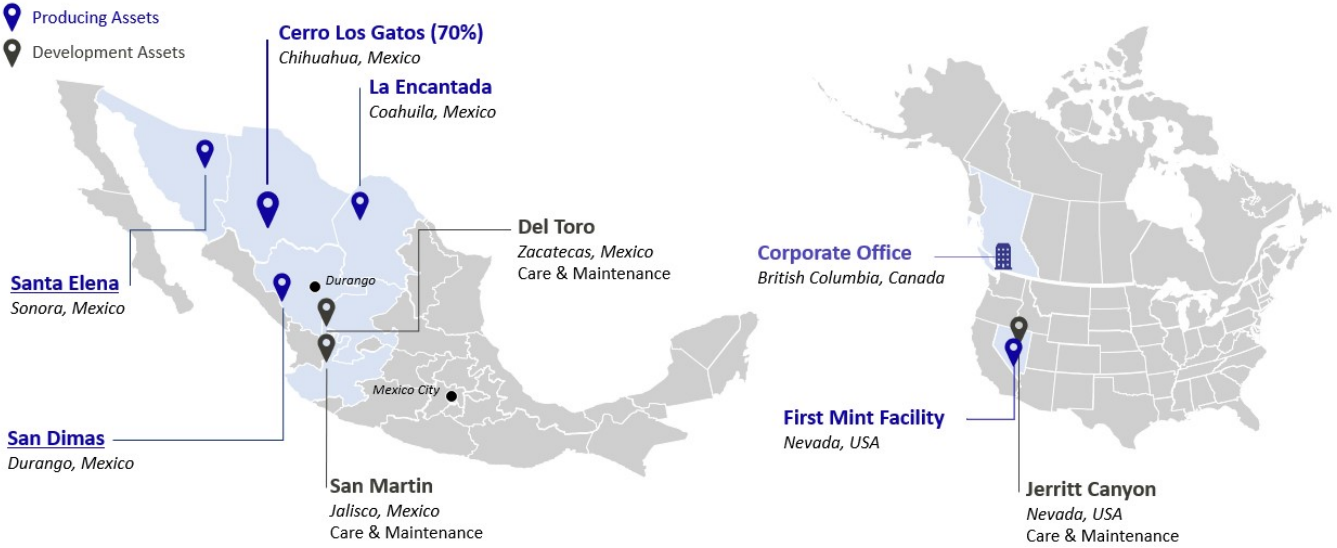 Producing Assets
Development Assets
Cerro Los Gatos (70%)
Chihuahua, Mexico
La Encantada
Coahuila, Mexico
Del Toro
Zacatecas, Mexico
Care & Maintenance
Santa Elena
Sonora, Mexico
Durango
Mexico City
San Dimas
Durango, Mexico
San Martin
Jalisco, Mexico
Care & Maintenance
Corporate Office
British Columbia, Canada
First Mint Facility
Nevada, USA
Jerritt Canyon
Nevada, USA
Care & Maintenance